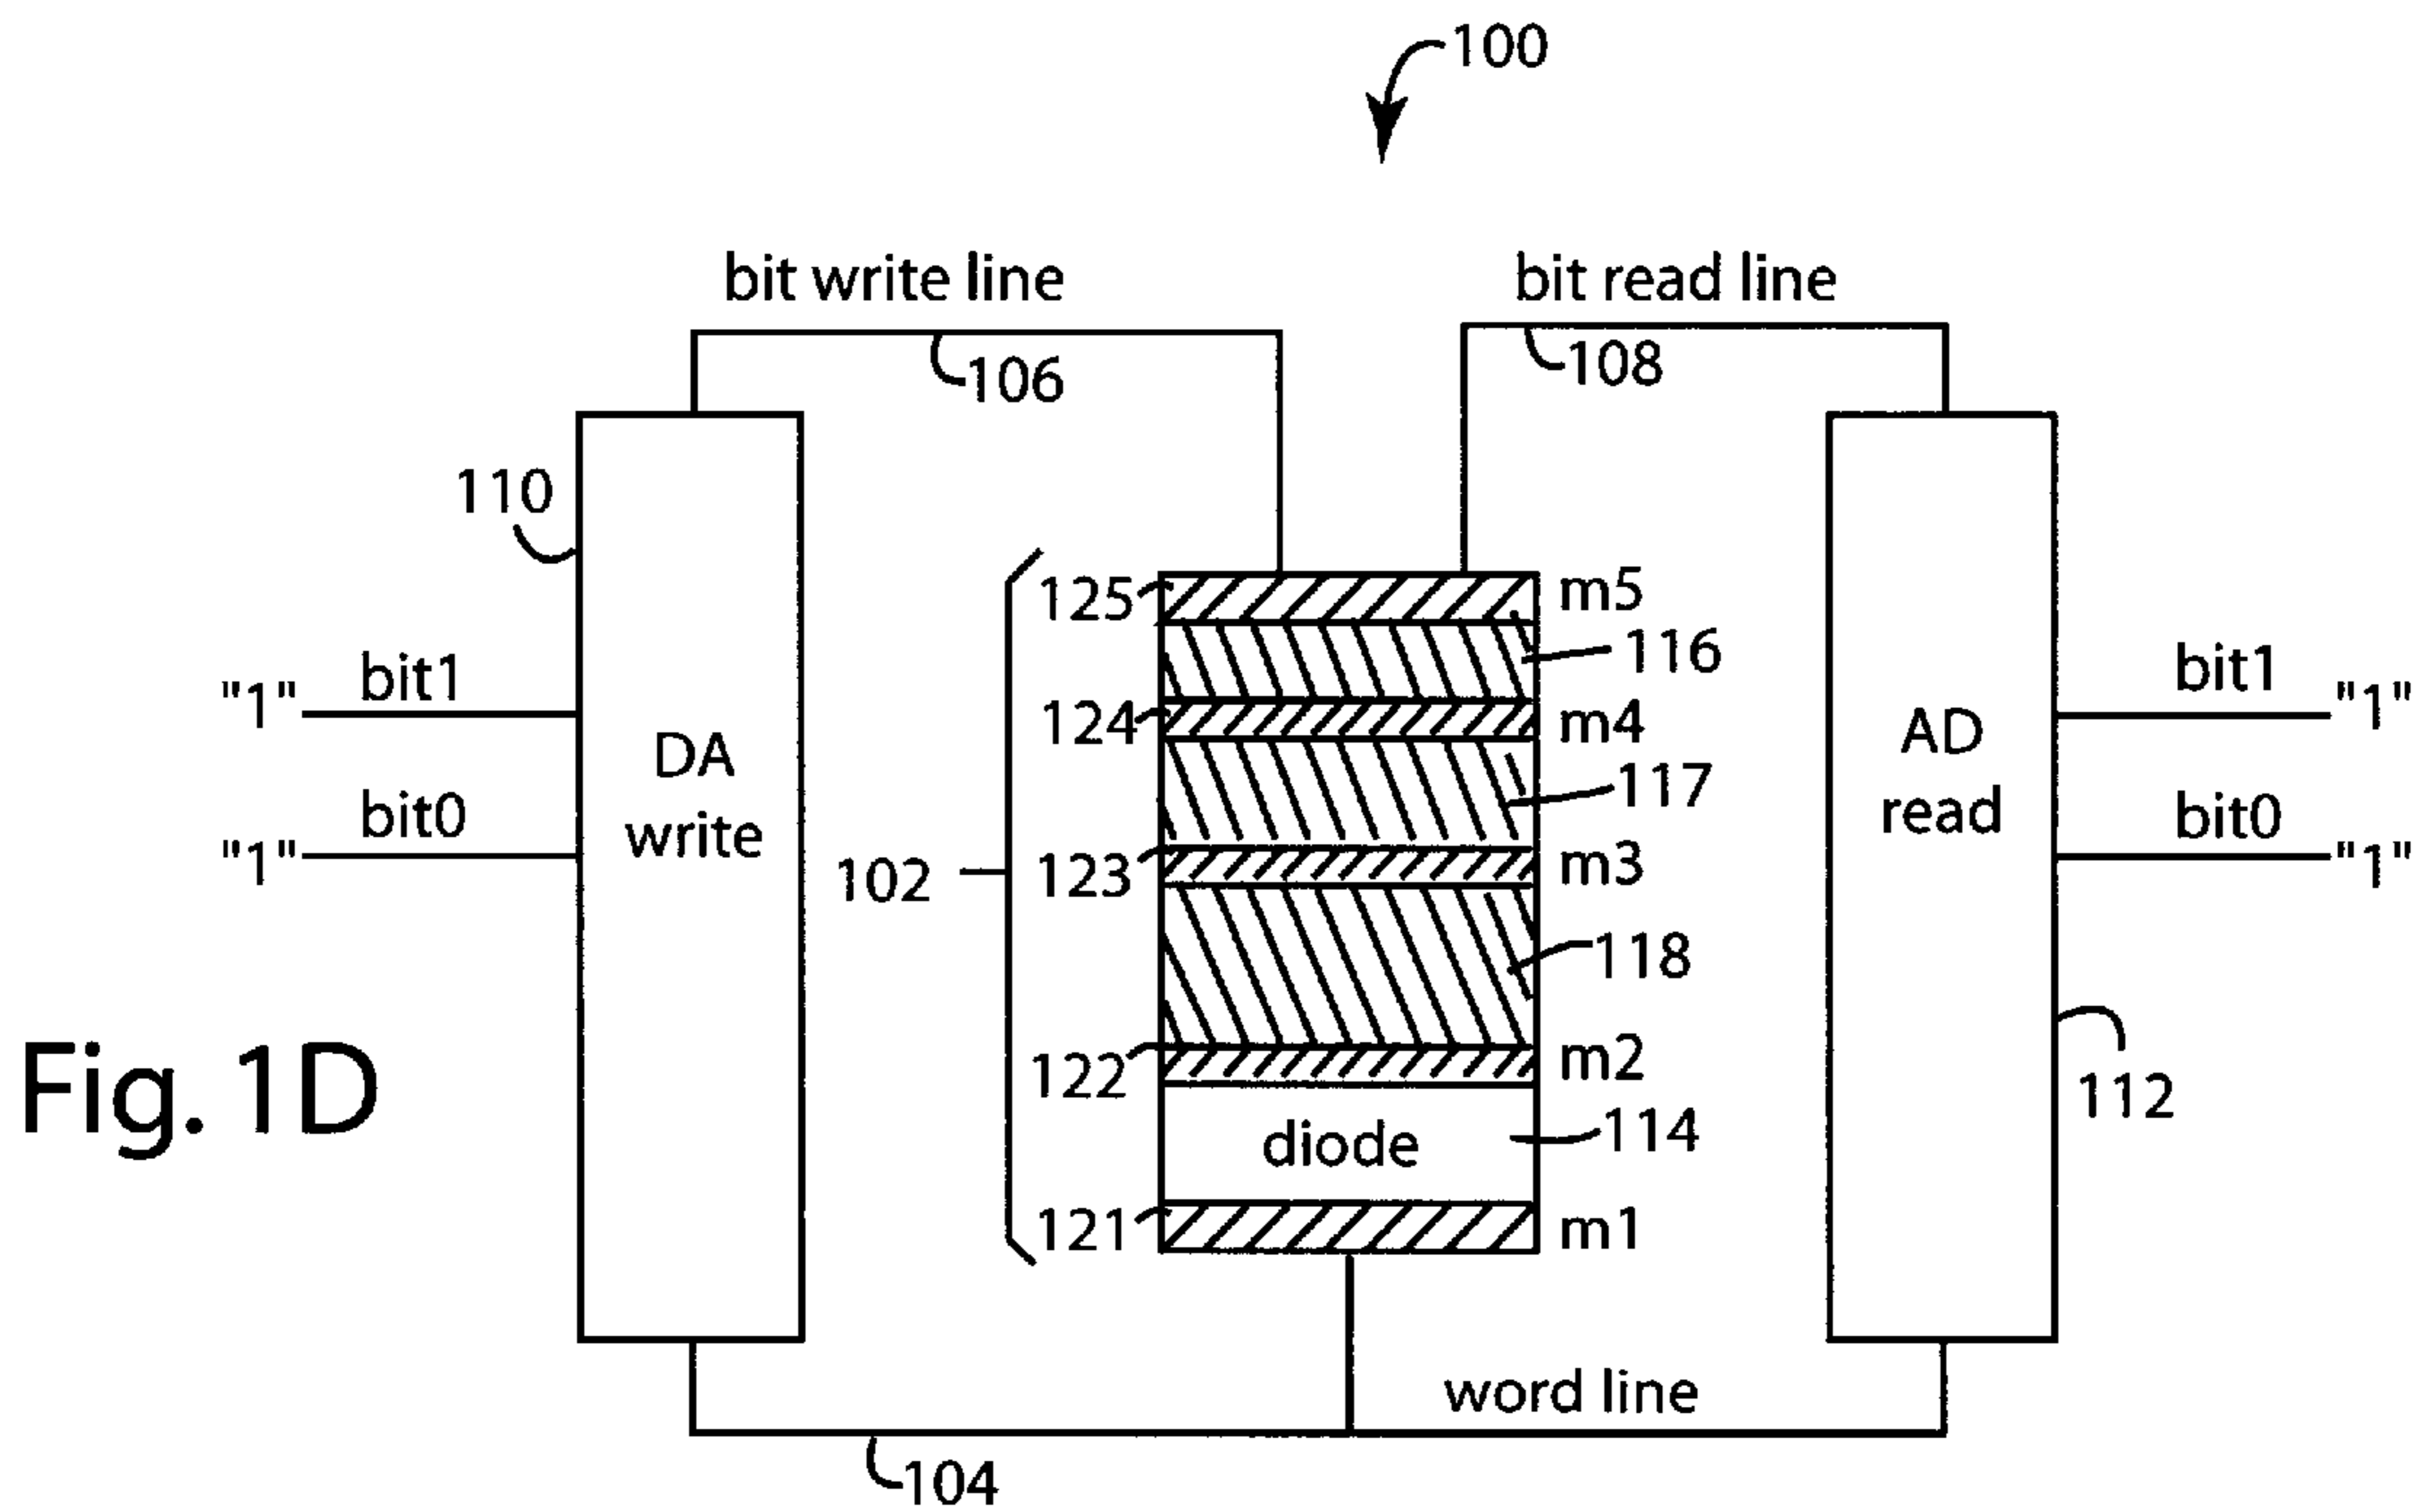 100
bit write line
bit read line
106
108
110
125
m5
116
bit1
"1"
124
m4
bit1
"1"
DA
write
AD
read
117
bit0
"1"
123
m3
bit0
"1"
102
118
122
m2
Fig. 1D
diode
114
112
121
m1
word line
104